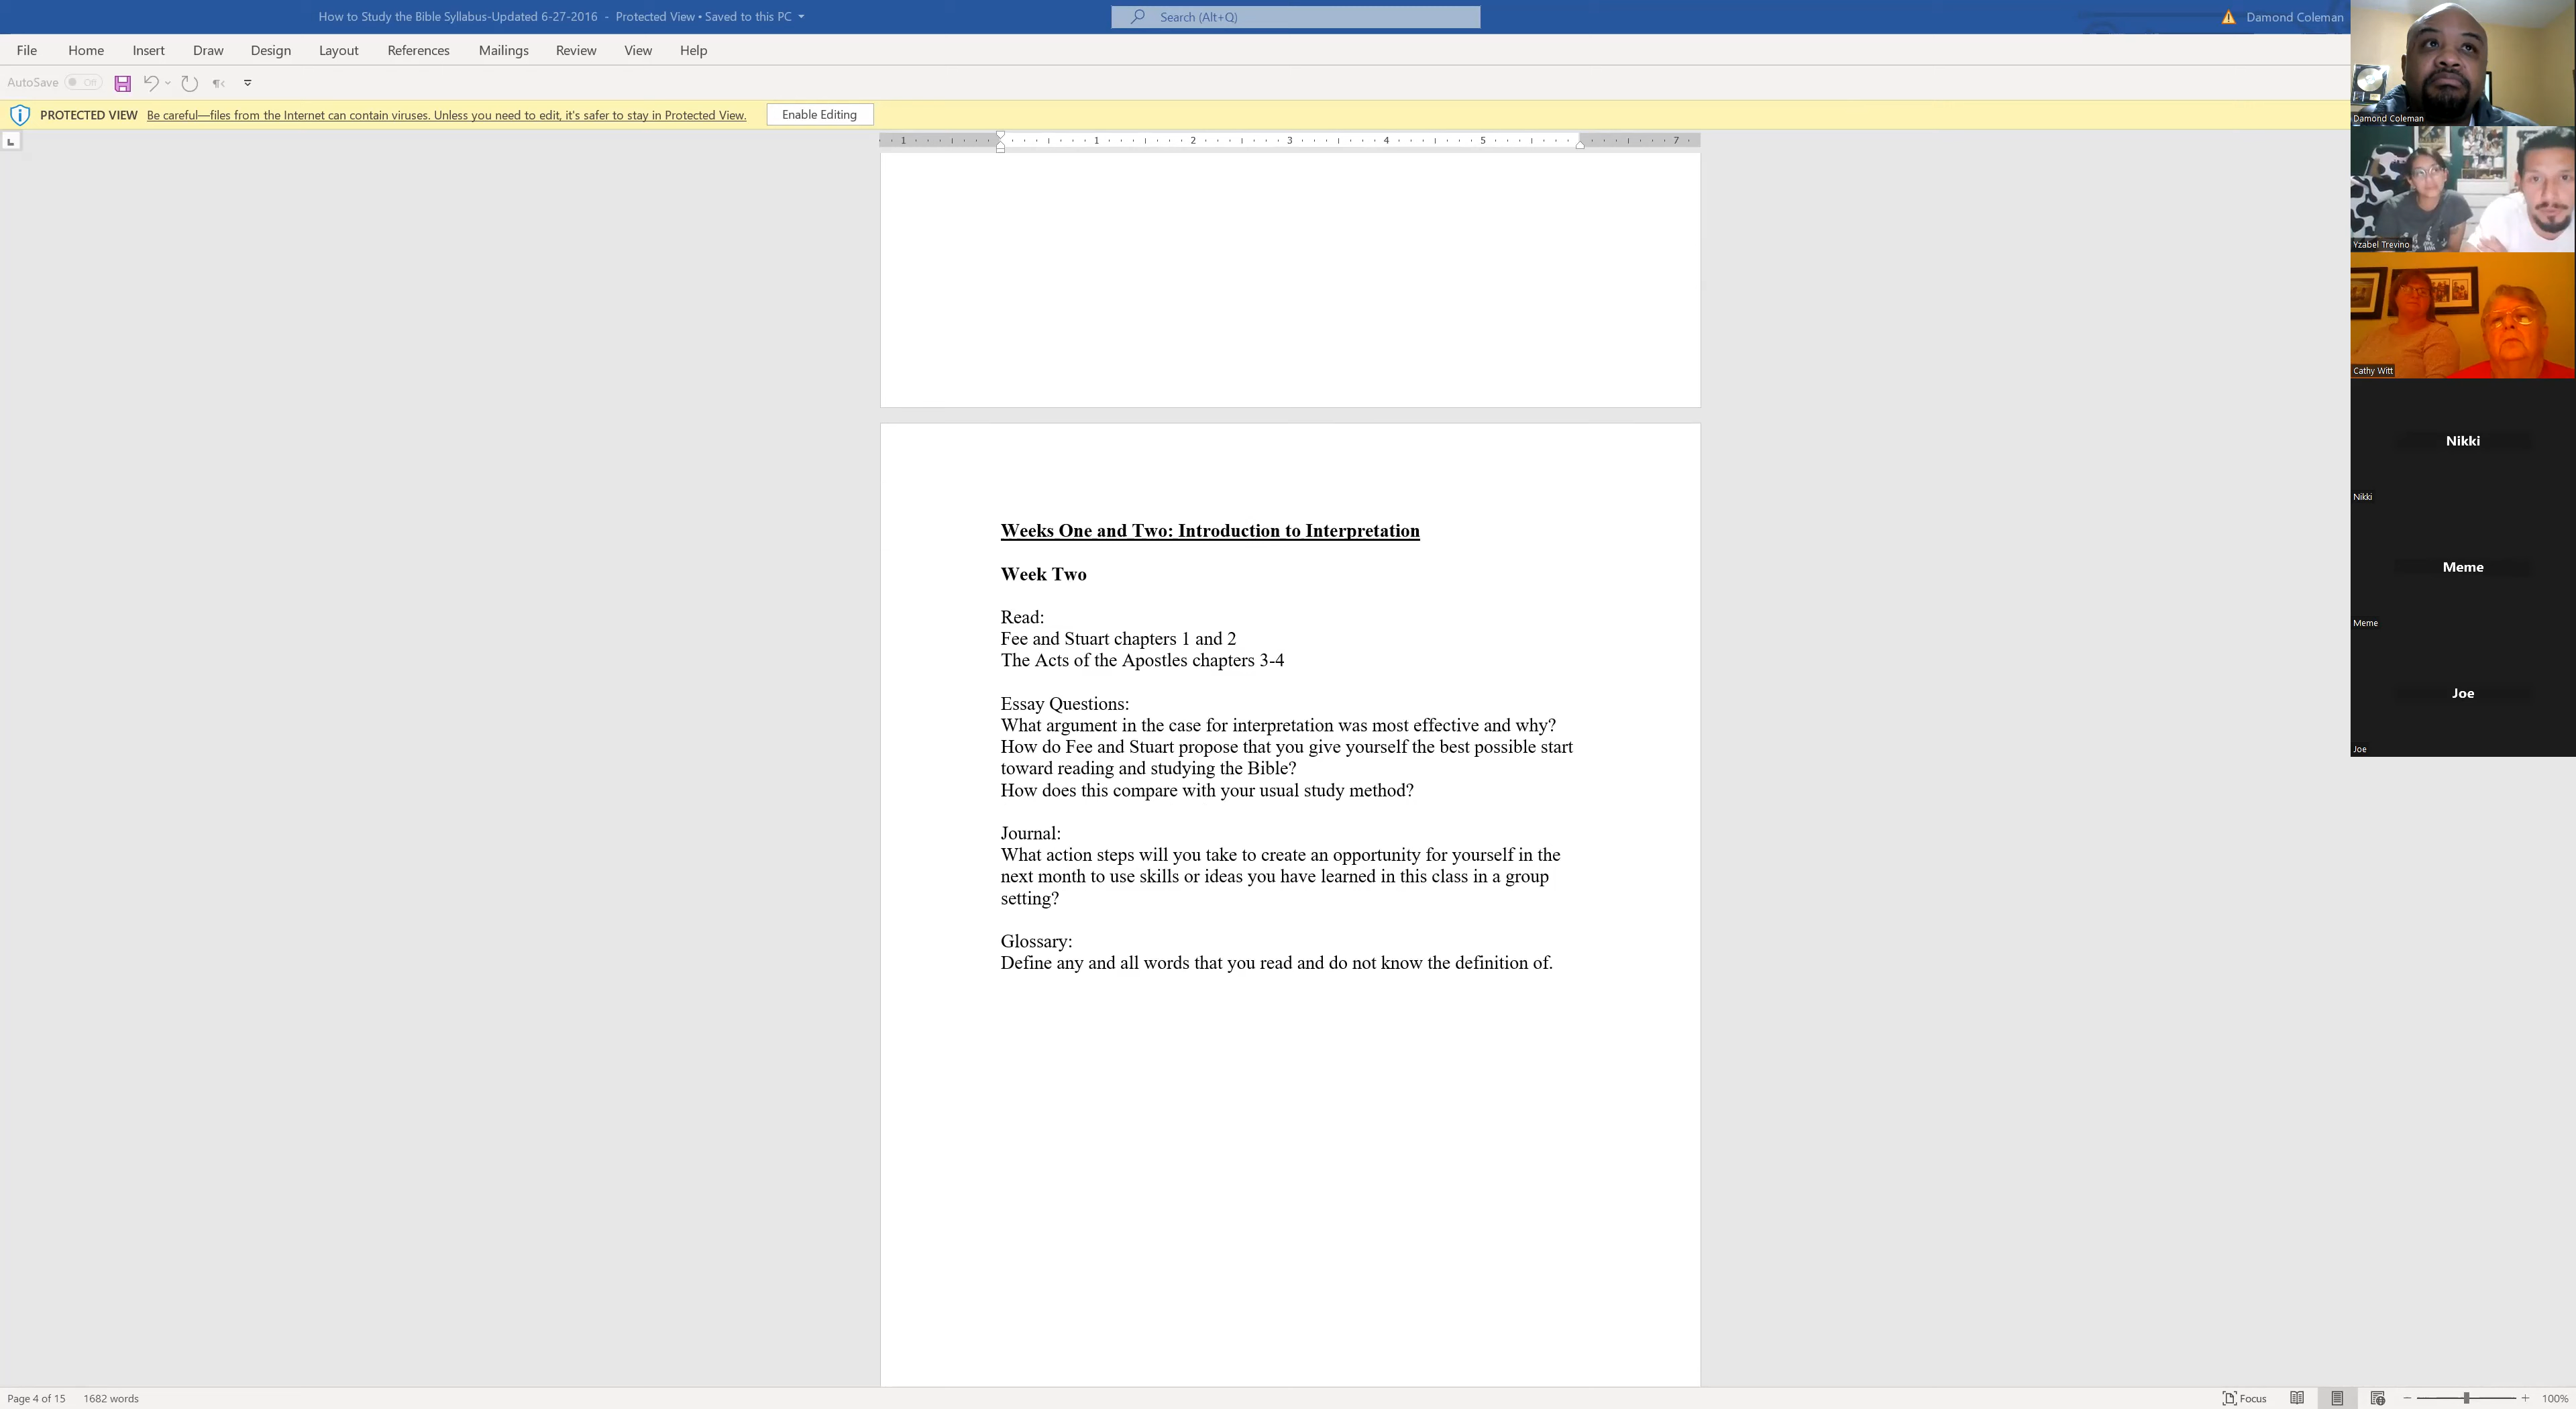 How to Study the Bible Syllabus-Updated 6-27-2016 - Protected View • Saved to this PC
Search (Alt+Q)
Damond Coleman
File Home Insert Draw Design Layout References Mailings Review View Help
AutoSave Off
PROTECTED VIEW Be careful—files from the Internet can contain viruses. Unless you need to edit, it's safer to stay in Protected View. Enable Editing
1 1 2 3 4 5 7
Damond Coleman
Yzabel Trevino
Cathy Witt
Nikki
Nikki
Meme
Meme
Joe
Joe
Weeks One and Two: Introduction to Interpretation
Week Two
Read:
Fee and Stuart chapters 1 and 2
The Acts of the Apostles chapters 3-4
Essay Questions:
What argument in the case for interpretation was most effective and why?
How do Fee and Stuart propose that you give yourself the best possible start
toward reading and studying the Bible?
How does this compare with your usual study method?
Journal:
What action steps will you take to create an opportunity for yourself in the
next month to use skills or ideas you have learned in this class in a group
setting?
Glossary:
Define any and all words that you read and do not know the definition of.
Page 4 of 15 1682 words
Focus
100%